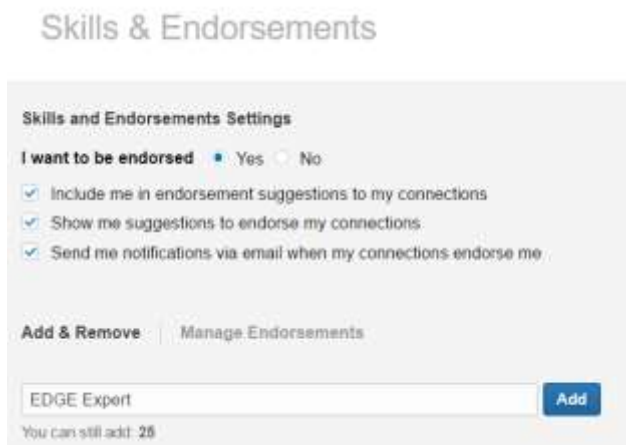 Skills & Endorsements
Skills and Endorsements Settings
I want to be endorsed Yes No
Include me in endorsement suggestions to my connections
Show me suggestions to endorse my connections
Send me notifications via email when my connections endorse me
Add & Remove Manage Endorsements
EDGE Expert Add
You can still add: 25